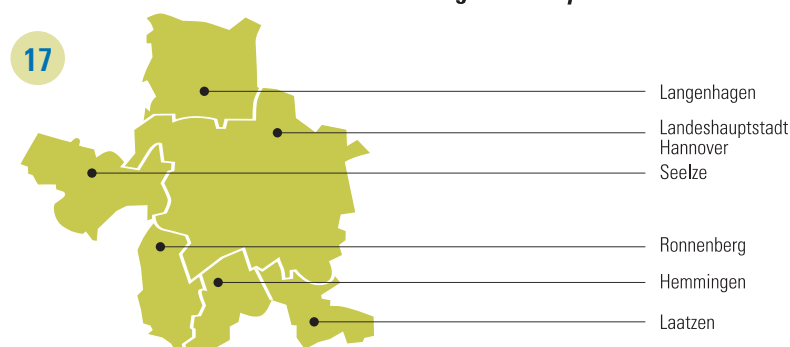 17
Langenhagen
Landeshauptstadt
Hannover
Seelze
Ronnenberg
Hemmingen
Laatzen